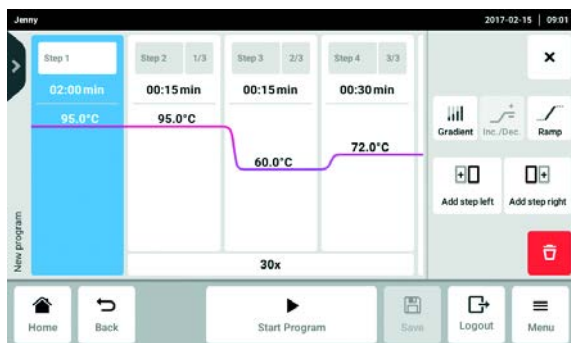 Jenny 2017-02-15 | 09:01
Step 1 Step 2 1/3 Step 3 2/3 Step 4 3/3
02:00 min 00:15 min 00:15 min 00:30 min
95.0°C 95.0°C 60.0°C 72.0°C
Gradient Inc./Dec. Ramp
Add step left Add step right
New program
30x
Home Back Start Program Save Logout Menu